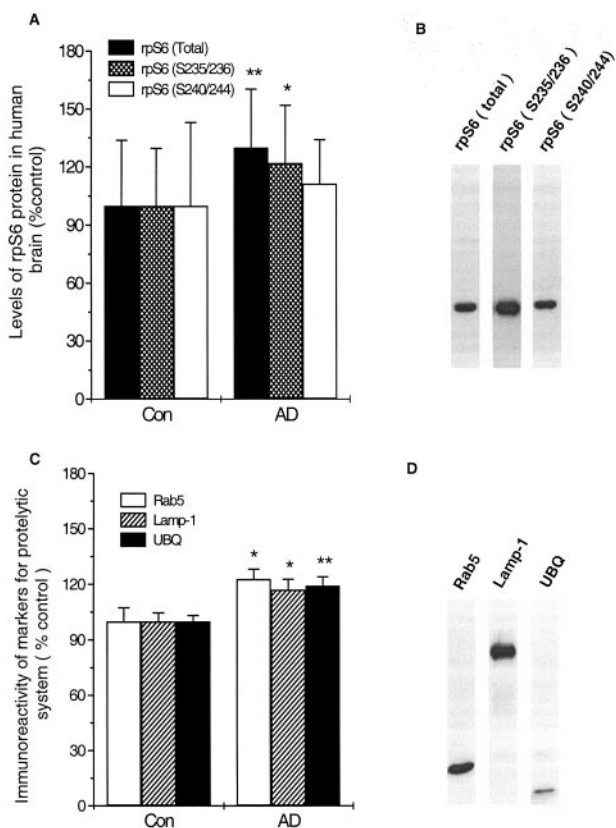 A
180
150
120
90
60
30
0
Levels of rpS6 protein in human
brain (%control)
rpS6 (Total)
rpS6 (S235/236)
rpS6 (S240/244)
**
*
Con
AD
B
rpS6 ( total )
rpS6 ( S235/236)
rpS6 ( S240/244)
C
180
150
120
90
60
30
0
Immunoreactivity of markers for protelytic
system ( % control )
Rab5
Lamp-1
UBQ
*
*
**
Con
AD
D
Rab5
Lamp-1
UBQ